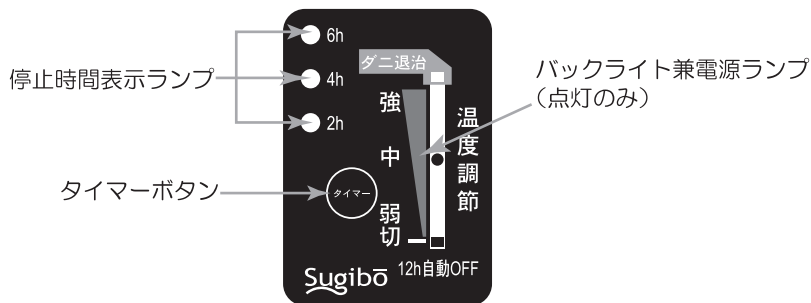 6h
ダニ退治
停止時間表示ランプ
4h
バックライト兼電源ランプ
(点灯のみ)
強
2h
温度調節
中
タイマーボタン
タイマー
弱
切
Sugibō
12h自動OFF